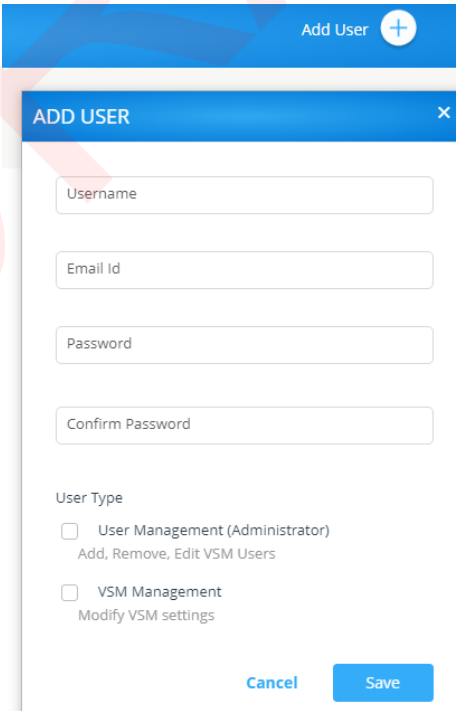 Add User
ADD USER
Username
Email Id
Password
Confirm Password
User Type
User Management (Administrator)
Add, Remove, Edit VSM Users
VSM Management
Modify VSM settings
Cancel Save